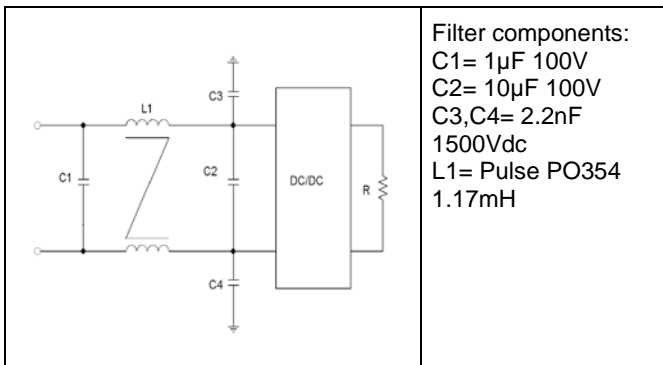 C3
L1
C1
C2
DC/DC
R
C4
Filter components:
C1= 1µF 100V
C2= 10µF 100V
C3,C4= 2.2nF
1500Vdc
L1= Pulse PO354
1.17mH